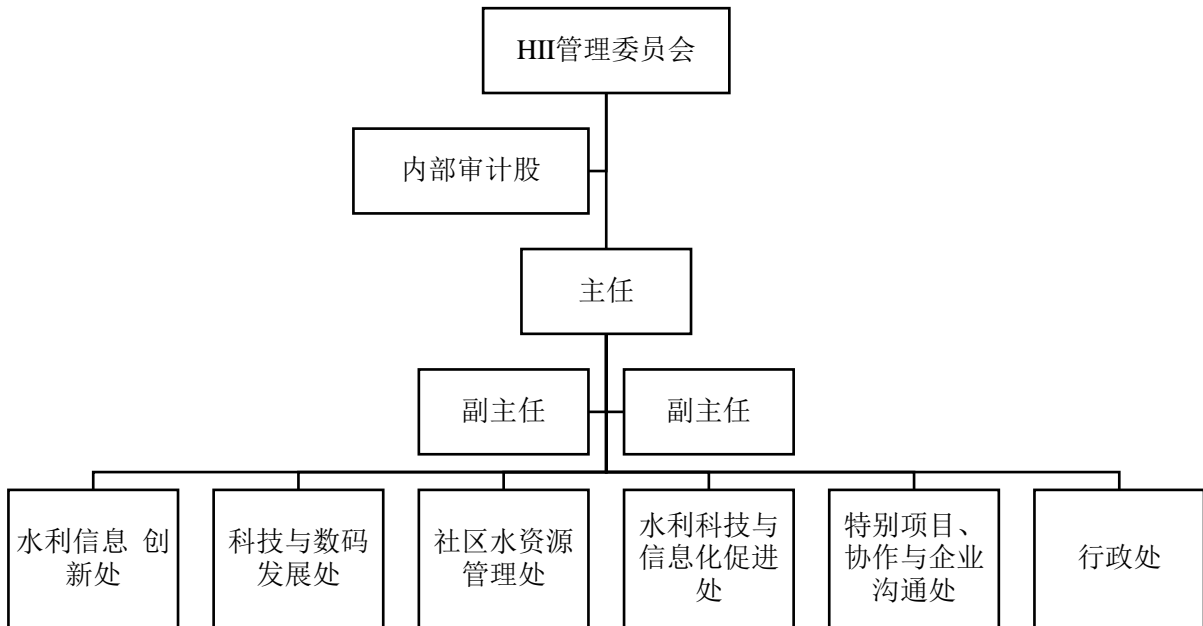 HII管理委员会
内部审计股
主任
副主任
副主任
水利信息 创
新处
科技与数码
发展处
社区水资源
管理处
水利科技与
信息化促进
处
特别项目、
协作与企业
沟通处
行政处